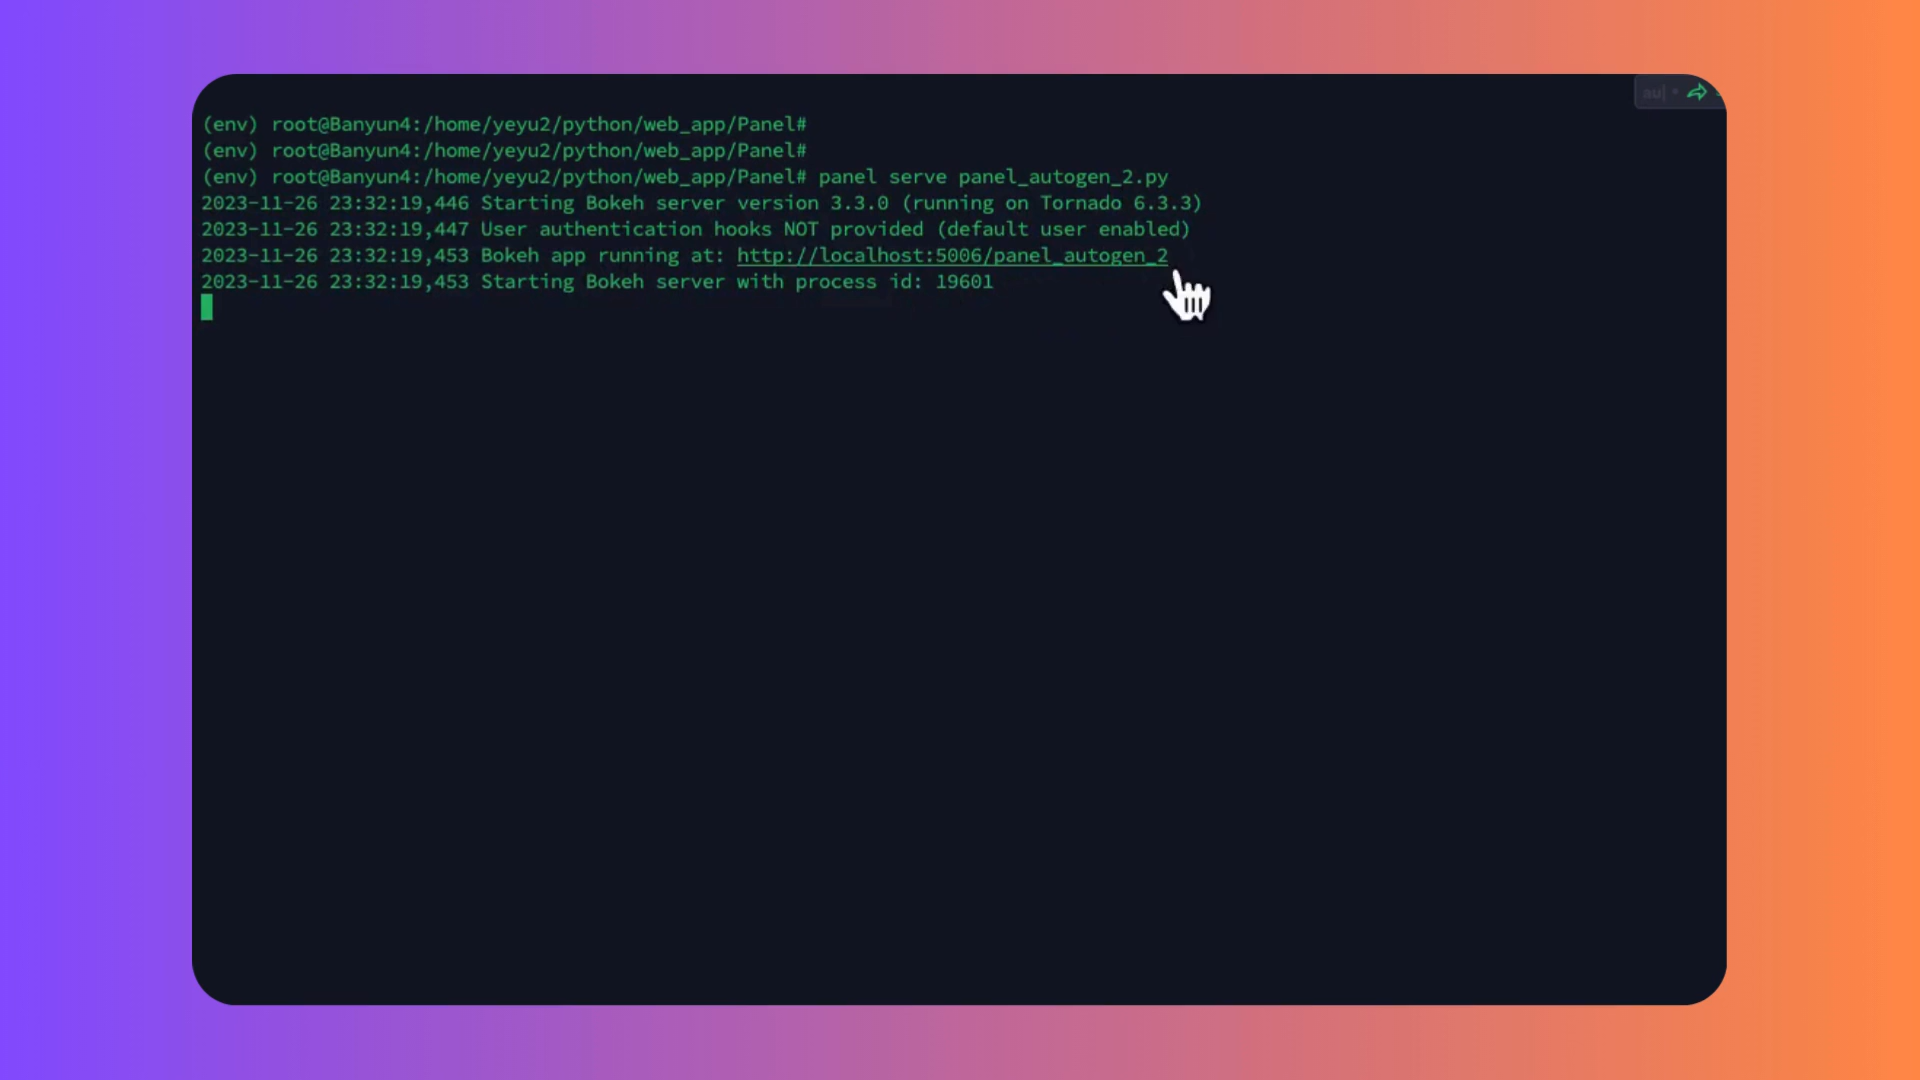 (env) root@Banyun4:/home/yeyu2/python/web_app/Panel#
(env) root@Banyun4:/home/yeyu2/python/web_app/Panel#
(env) root@Banyun4:/home/yeyu2/python/web_app/Panel# panel serve panel_autogen_2.py
2023-11-26 23:32:19,446 Starting Bokeh server version 3.3.0 (running on Tornado 6.3.3)
2023-11-26 23:32:19,447 User authentication hooks NOT provided (default user enabled)
2023-11-26 23:32:19,453 Bokeh app running at: http://localhost:5006/panel_autogen_2
2023-11-26 23:32:19,453 Starting Bokeh server with process id: 19601